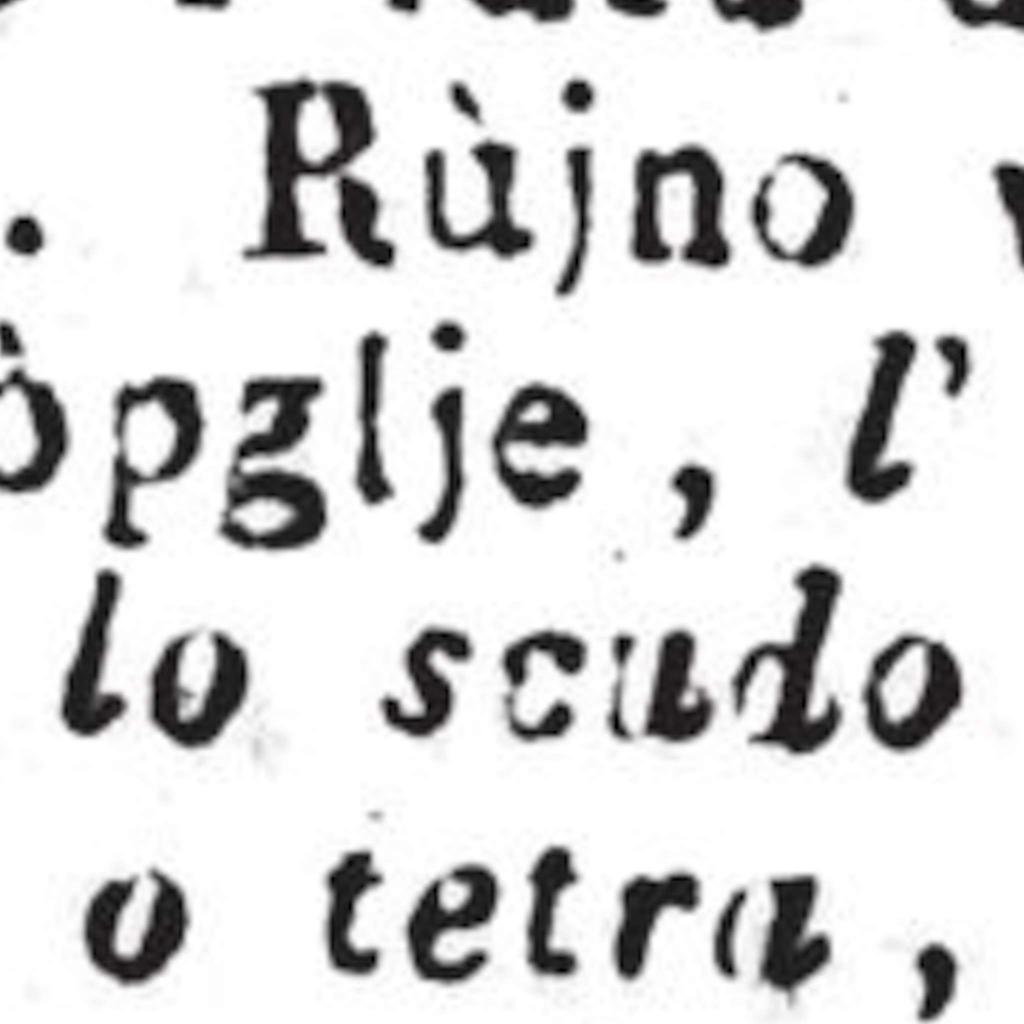 . Rùjno
òpglje, l'
lo scudo
o tetra,